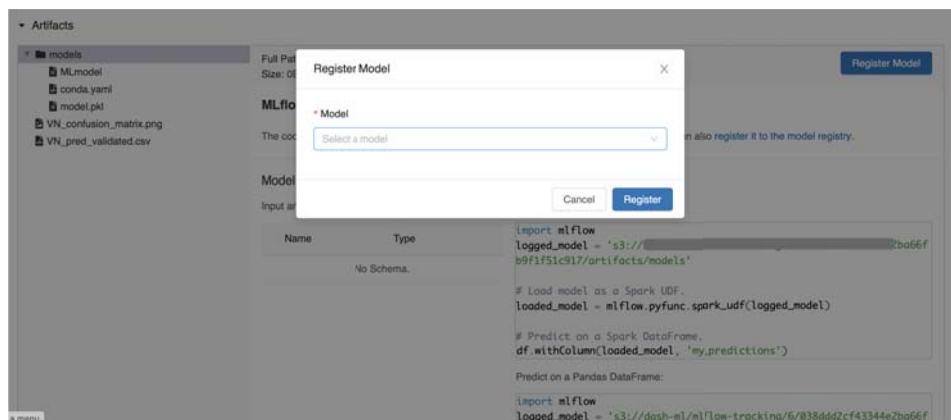 Artifacts
models
MLmodel
conda.yaml
model.pkl
VN_confusion_matrix.png
VN_pred_validated.csv
Full Pat
Size: 0
Register Model
Register Model
* Model
Select a model
Cancel
Register
MLflo
The coc
n also register it to the model registry.
Model
Input ar
Name
Type
No Schema.
import mlflow
logged_model = 's3://
2ba66f
b9f1f51c917/artifacts/models'
# Load model as a Spark UDF.
loaded_model = mlflow.pyfunc.spark_udf(logged_model)
# Predict on a Spark DataFrame.
df.withColumn(loaded_model, 'my_predictions')
Predict on a Pandas DataFrame:
import mlflow
logged_model = 's3://dash-ml/mlflow-tracking/6/038ddd2cf43344e2ba66f
a menu